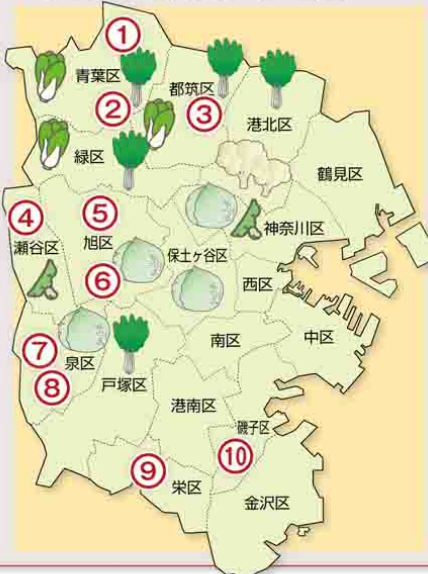 ①
青葉区
②
都筑区
③
港北区
緑区
鶴見区
④
瀬谷区
⑤
旭区
⑥
保土ヶ谷区
神奈川区
西区
⑦
泉区
⑧
戸塚区
南区
中区
港南区
磯子区
⑨
栄区
⑩
金沢区